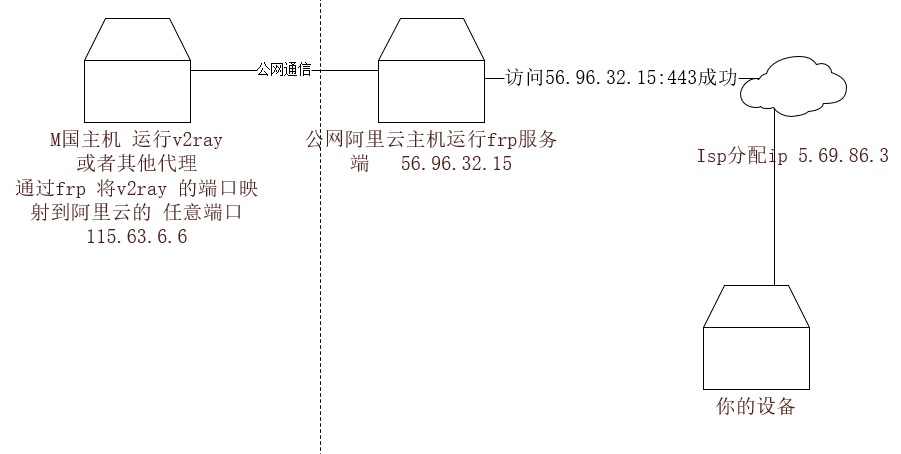 公网通信
访问56.96.32.15:443成功
M国主机 运行v2ray
或者其他代理
通过frp 将v2ray 的端口映
射到阿里云的 任意端口
115.63.6.6
公网阿里云主机运行frp服务
端 56.96.32.15
Isp分配ip 5.69.86.3
你的设备